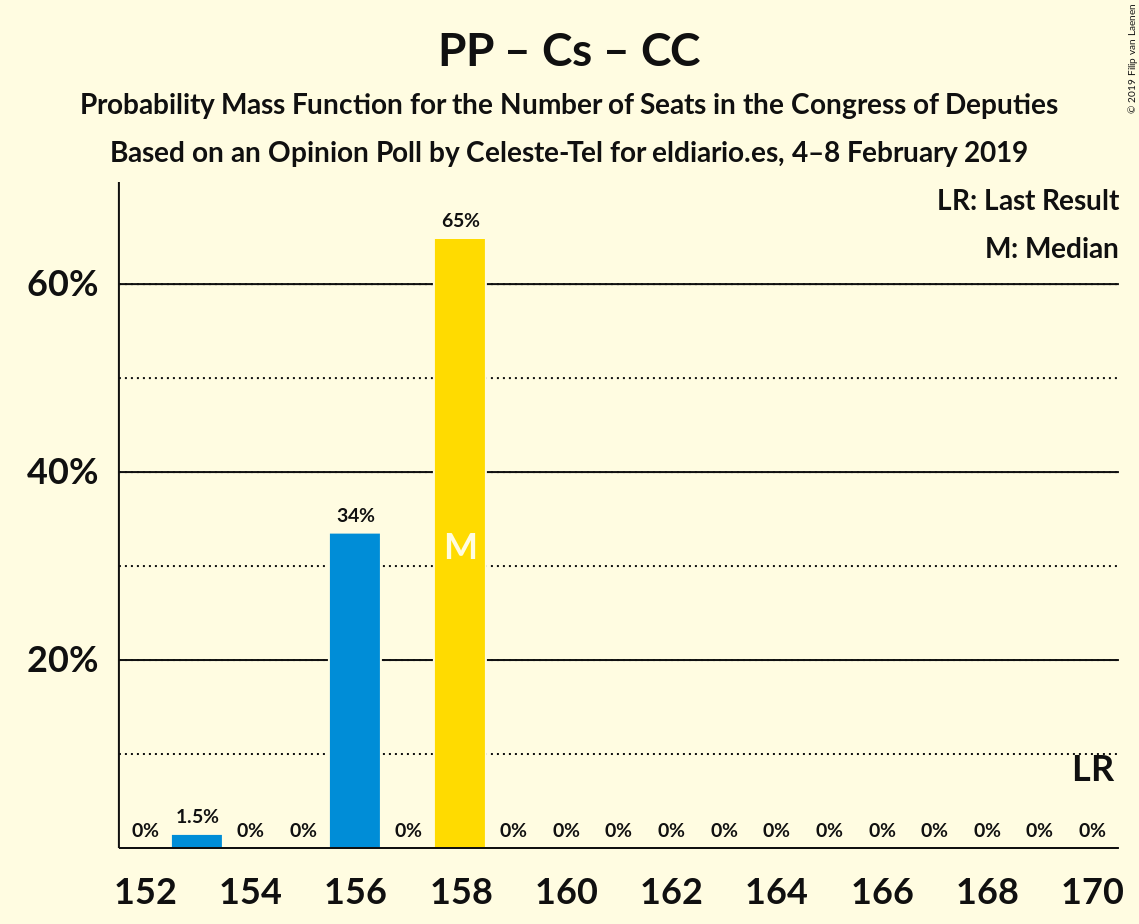 PP – Cs – CC
Probability Mass Function for the Number of Seats in the Congress of Deputies
Based on an Opinion Poll by Celeste-Tel for eldiario.es, 4–8 February 2019
© 2019 Filip van Laenen
LR: Last Result
M: Median
60%
40%
20%
0% 1.5% 0% 0% 34% 0% 65% 0% 0% 0% 0% 0% 0% 0% 0% 0% 0% 0% 0%
M
LR
152 154 156 158 160 162 164 166 168 170